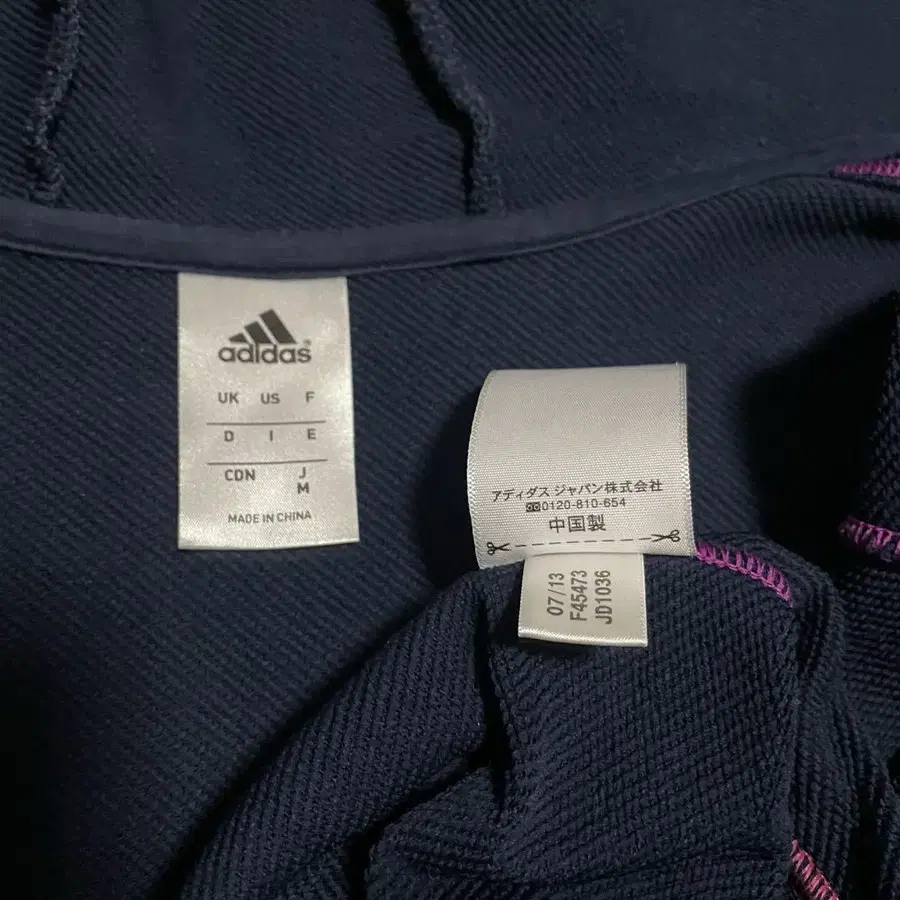 adidas
UK US F
D I E
CDN J
M
MADE IN CHINA
アディダス ジャパン株式会社
0120-810-654
中国製
07/13
F45473
JD1036